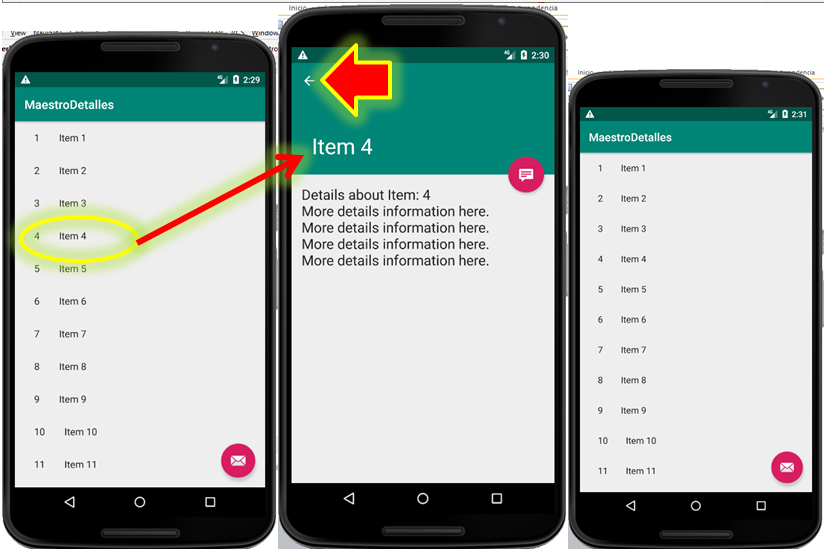 Inicio
View
Window
2:29
MaestroDetalles
1 Item 1
2 Item 2
3 Item 3
4 Item 4
5 Item 5
6 Item 6
7 Item 7
8 Item 8
9 Item 9
10 Item 10
11 Item 11
2:30
Item 4
Details about Item: 4
More details information here.
More details information here.
More details information here.
More details information here.
Inicio
2:31
MaestroDetalles
1 Item 1
2 Item 2
3 Item 3
4 Item 4
5 Item 5
6 Item 6
7 Item 7
8 Item 8
9 Item 9
10 Item 10
11 Item 11